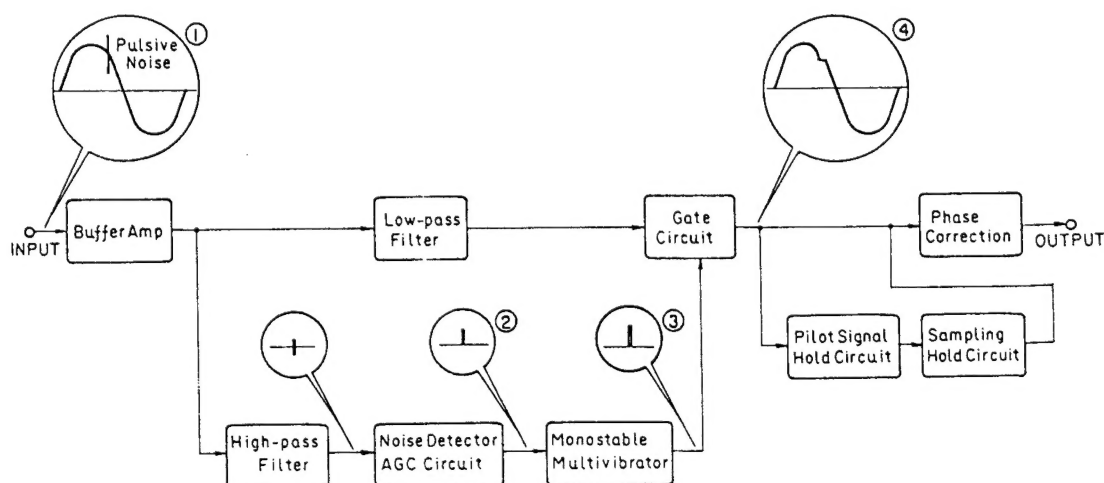 ①
Pulsive
Noise
④
INPUT
Buffer Amp
Low-pass
Filter
Gate
Circuit
Phase
Correction
OUTPUT
②
③
Pilot Signal
Hold Circuit
Sampling
Hold Circuit
High-pass
Filter
Noise Detector
AGC Circuit
Monostable
Multivibrator